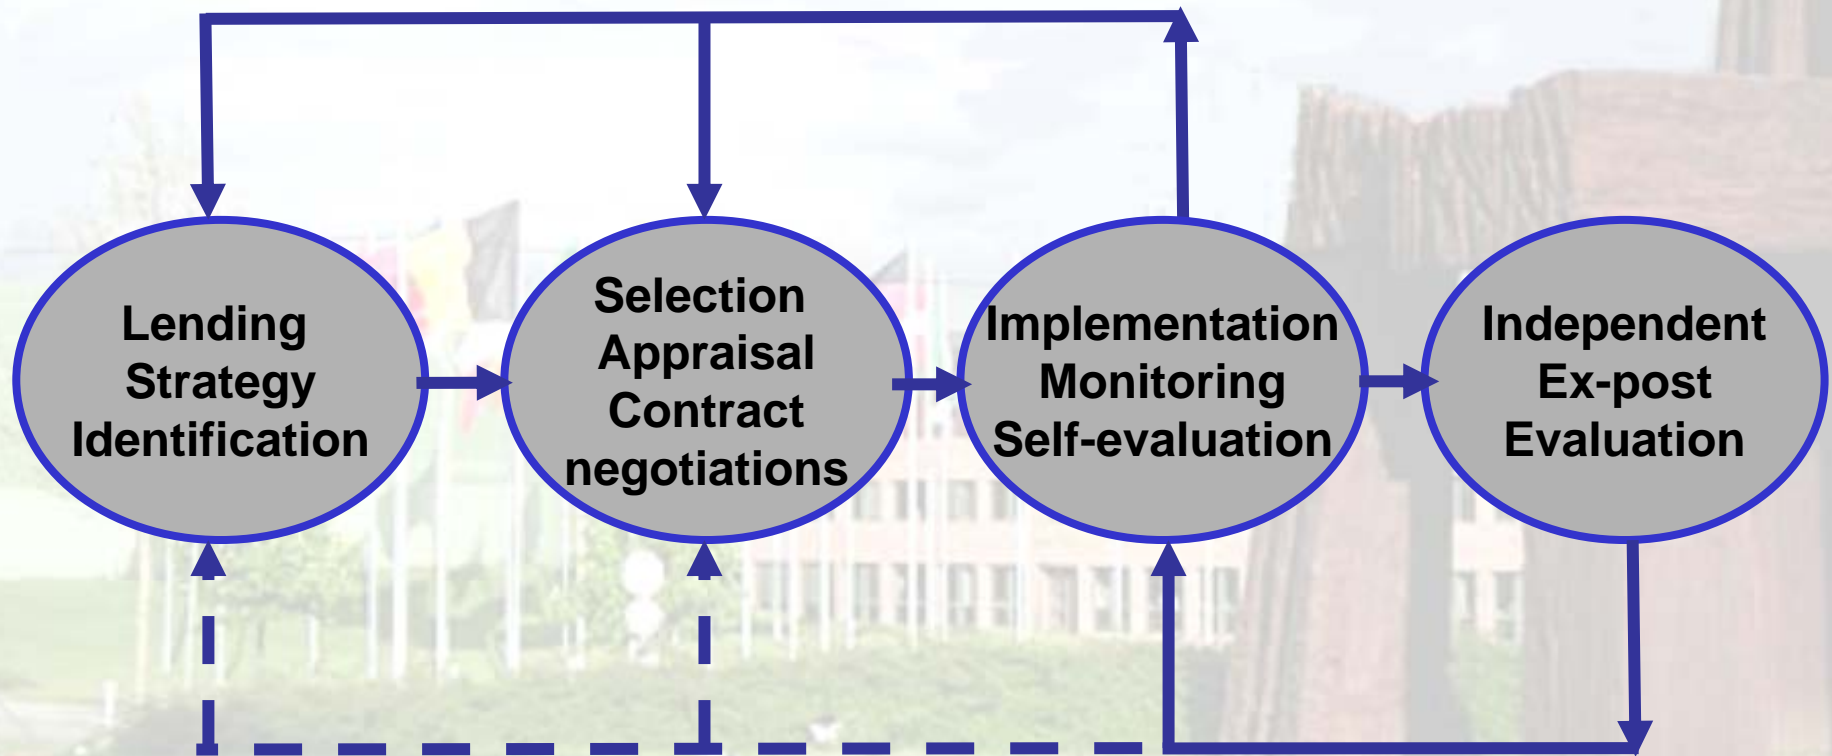 Lending
Strategy
Identification
Selection
Appraisal
Contract
negotiations
Implementation
Monitoring
Self-evaluation
Independent
Ex-post
Evaluation